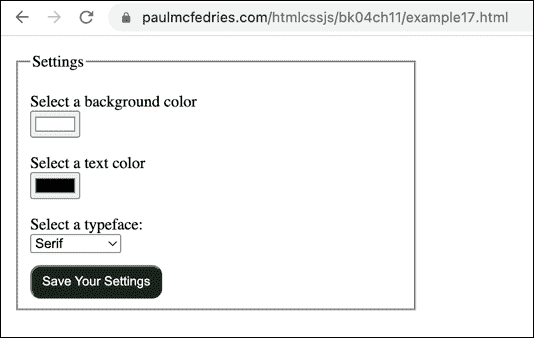 paulmcfedries.com/htmlcssjs/bk04ch11/example17.html
Settings
Select a background color
Select a text color
Select a typeface:
Serif
Save Your Settings